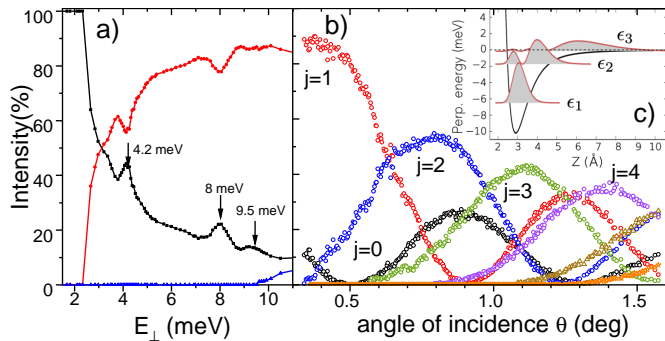 a)
b)
c)
Intensity(%)
100
80
60
40
20
0
4.2 meV
8 meV
9.5 meV
2
4
6
8
10
E⊥ (meV)
j=1
j=2
j=0
j=3
j=4
0.5
1.0
1.5
angle of incidence θ (deg)
Perp. energy (meV)
4
2
0
−2
−4
−6
−8
−10
ϵ3
ϵ2
ϵ1
2
3
4
5
6
7
8
9
10
Z (Å)